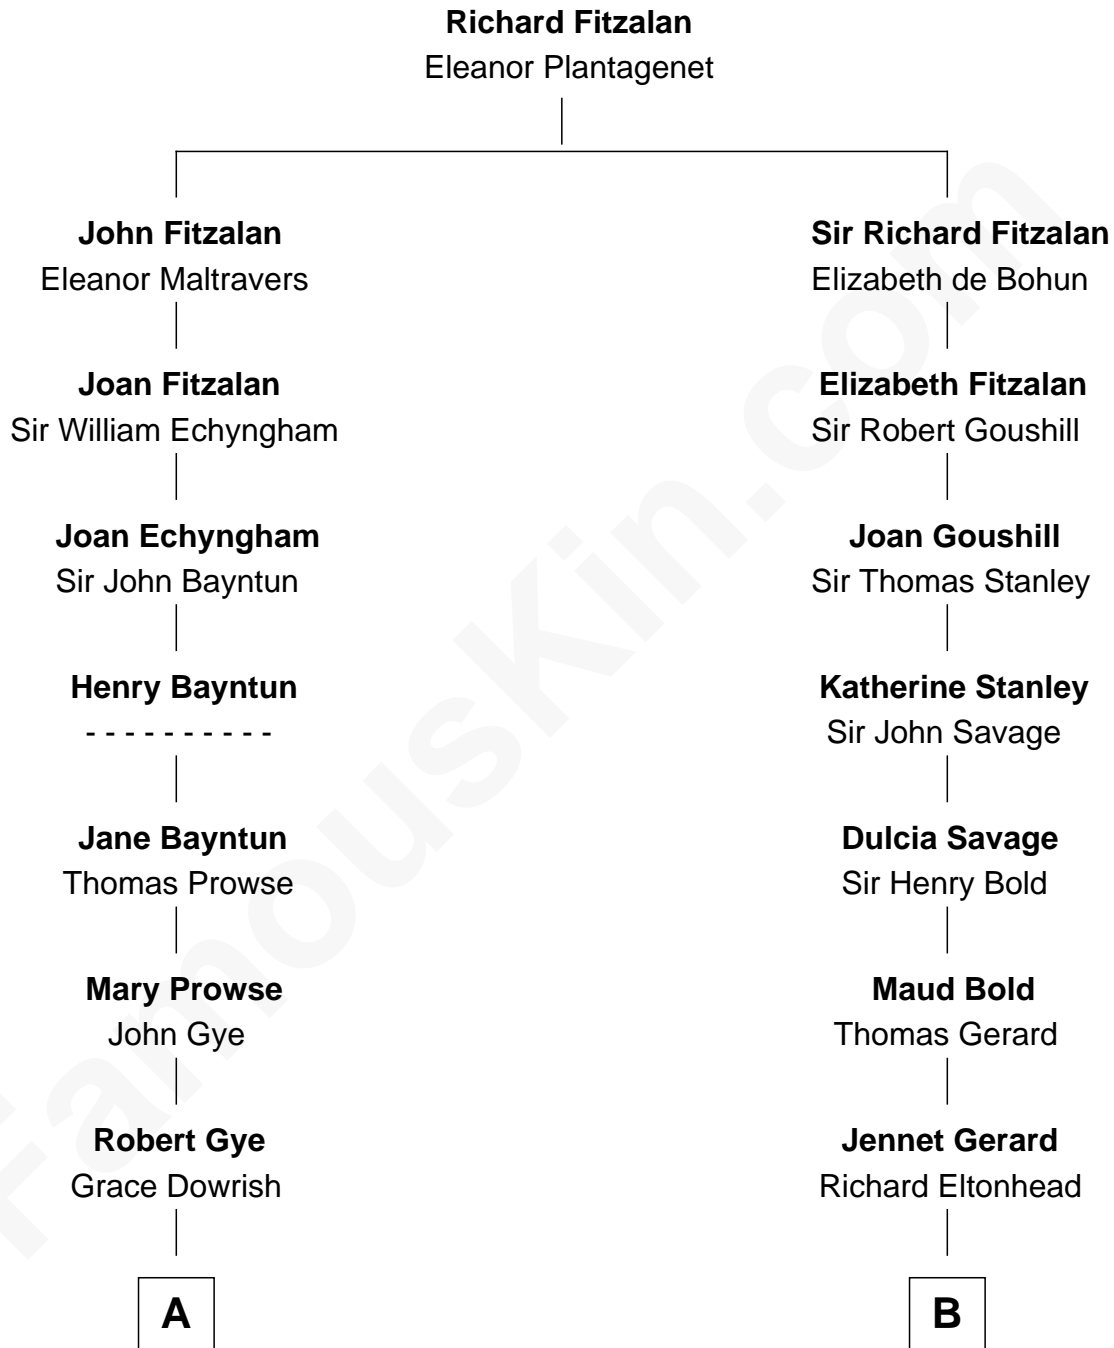 Richard Fitzalan
Eleanor Plantagenet
John Fitzalan
Eleanor Maltravers
Joan Fitzalan
Sir William Echyngham
Joan Echyngham
Sir John Bayntun
Henry Bayntun
- - - - - - - - - -
Jane Bayntun
Thomas Prowse
Mary Prowse
John Gye
Robert Gye
Grace Dowrish
A
Sir Richard Fitzalan
Elizabeth de Bohun
Elizabeth Fitzalan
Sir Robert Goushill
Joan Goushill
Sir Thomas Stanley
Katherine Stanley
Sir John Savage
Dulcia Savage
Sir Henry Bold
Maud Bold
Thomas Gerard
Jennet Gerard
Richard Eltonhead
B
FamousKin.com